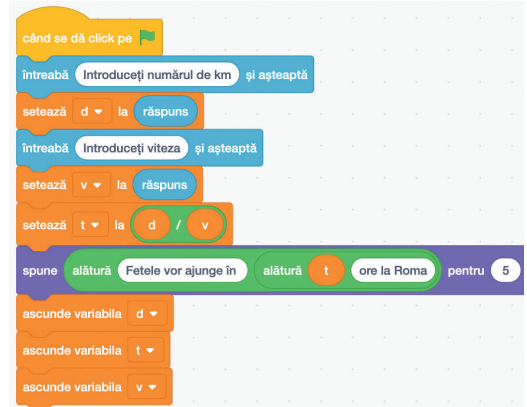 când se dă click pe
întreabă Introduceți numărul de km și așteaptă
setează d la răspuns
întreabă Introduceți viteza și așteaptă
setează v la răspuns
setează t la d / v
spune alătură Fetele vor ajunge în alătură t ore la Roma pentru 5
ascunde variabila d
ascunde variabila t
ascunde variabila v